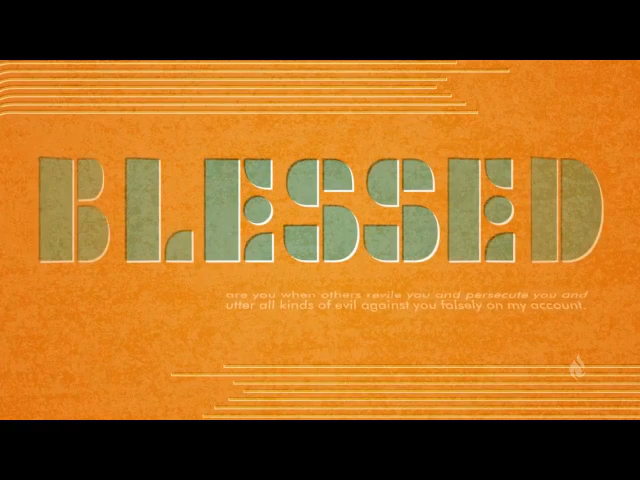 BLESSED
are you when others revile you and persecute you and
utter all kinds of evil against you falsely on my account.